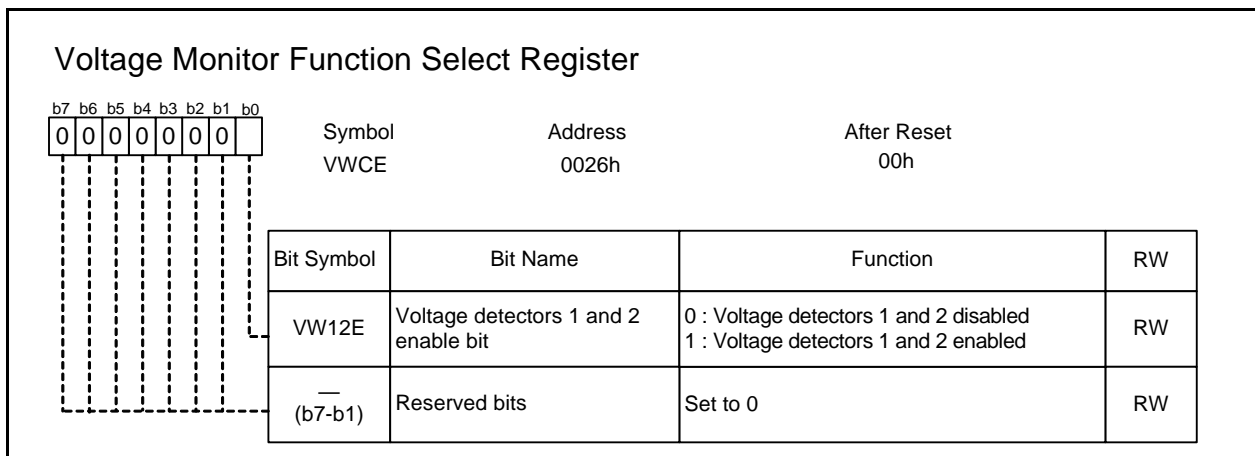 Voltage Monitor Function Select Register
b7 b6 b5 b4 b3 b2 b1 b0
0 0 0 0 0 0 0
Symbol Address After Reset
VWCE 0026h 00h
Bit Symbol Bit Name Function RW
VW12E Voltage detectors 1 and 2 0 : Voltage detectors 1 and 2 disabled RW
enable bit 1 : Voltage detectors 1 and 2 enabled
—
(b7-b1) Reserved bits Set to 0 RW